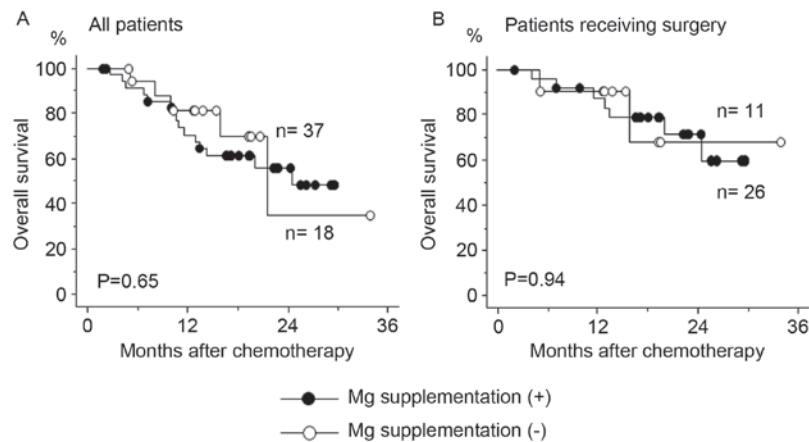 A All patients
%
100
80
60
40
20
0
Overall survival
n= 37
n= 18
P=0.65
0 12 24 36
Months after chemotherapy
B Patients receiving surgery
%
100
80
60
40
20
0
Overall survival
n= 11
n= 26
P=0.94
0 12 24 36
Months after chemotherapy
Mg supplementation (+)
Mg supplementation (-)